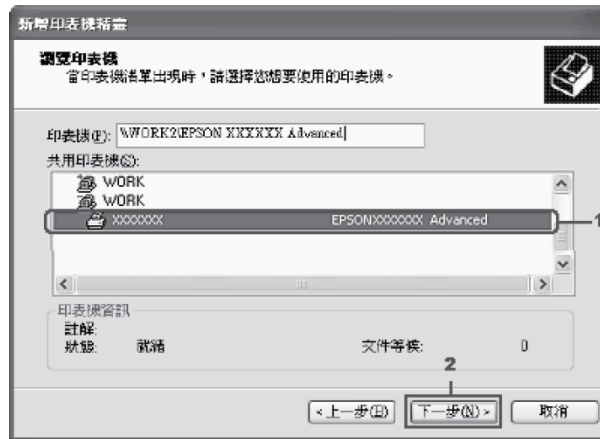 新增印表機精靈
瀏覽印表機
當印表機清單出現時，請選擇您想要使用的印表機。
印表機(P): \\WORK2\EPSON XXXXXX Advanced
共用印表機(S):
WORK
WORK
XXXXXXX EPSONXXXXXXX Advanced
1
印表機資訊
註解:
狀態: 就緒 文件等候: 0
2
<上一步(B) 下一步(N)> 取消